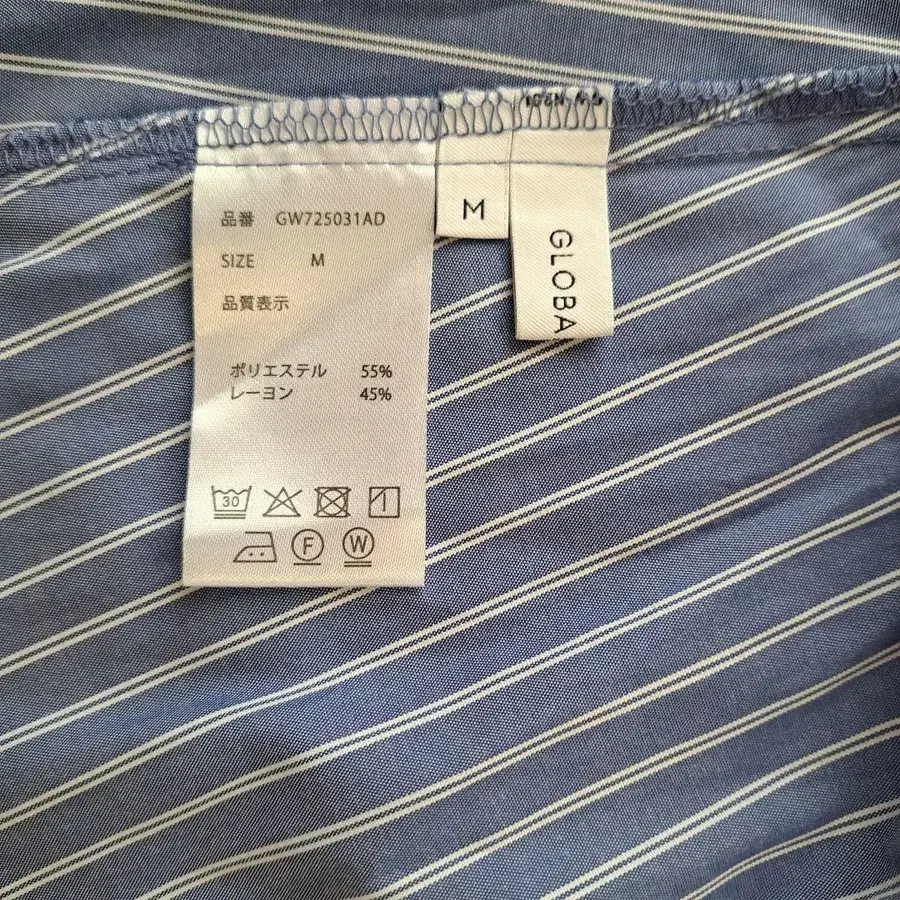 品番 GW725031AD
SIZE M
品質表示
ポリエステル 55%
レーヨン 45%
30
F
W
M
GLOBA